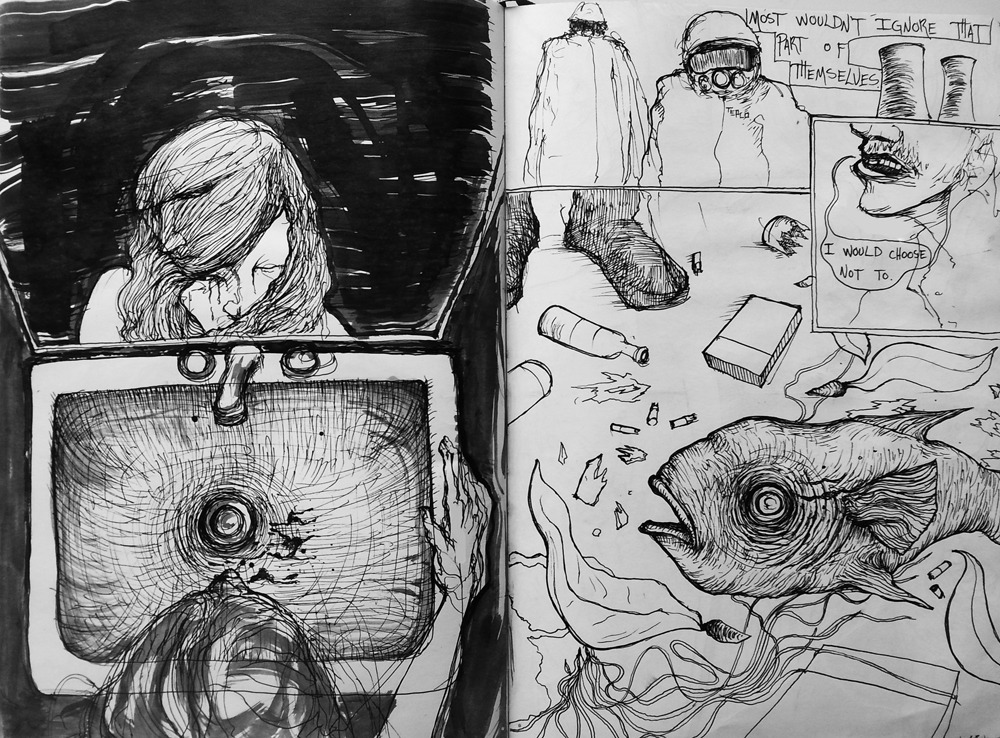 MOST WOULDN'T IGNORE THAT
PART OF
THEMSELVES
TEPCO
I WOULD CHOOSE
NOT TO.